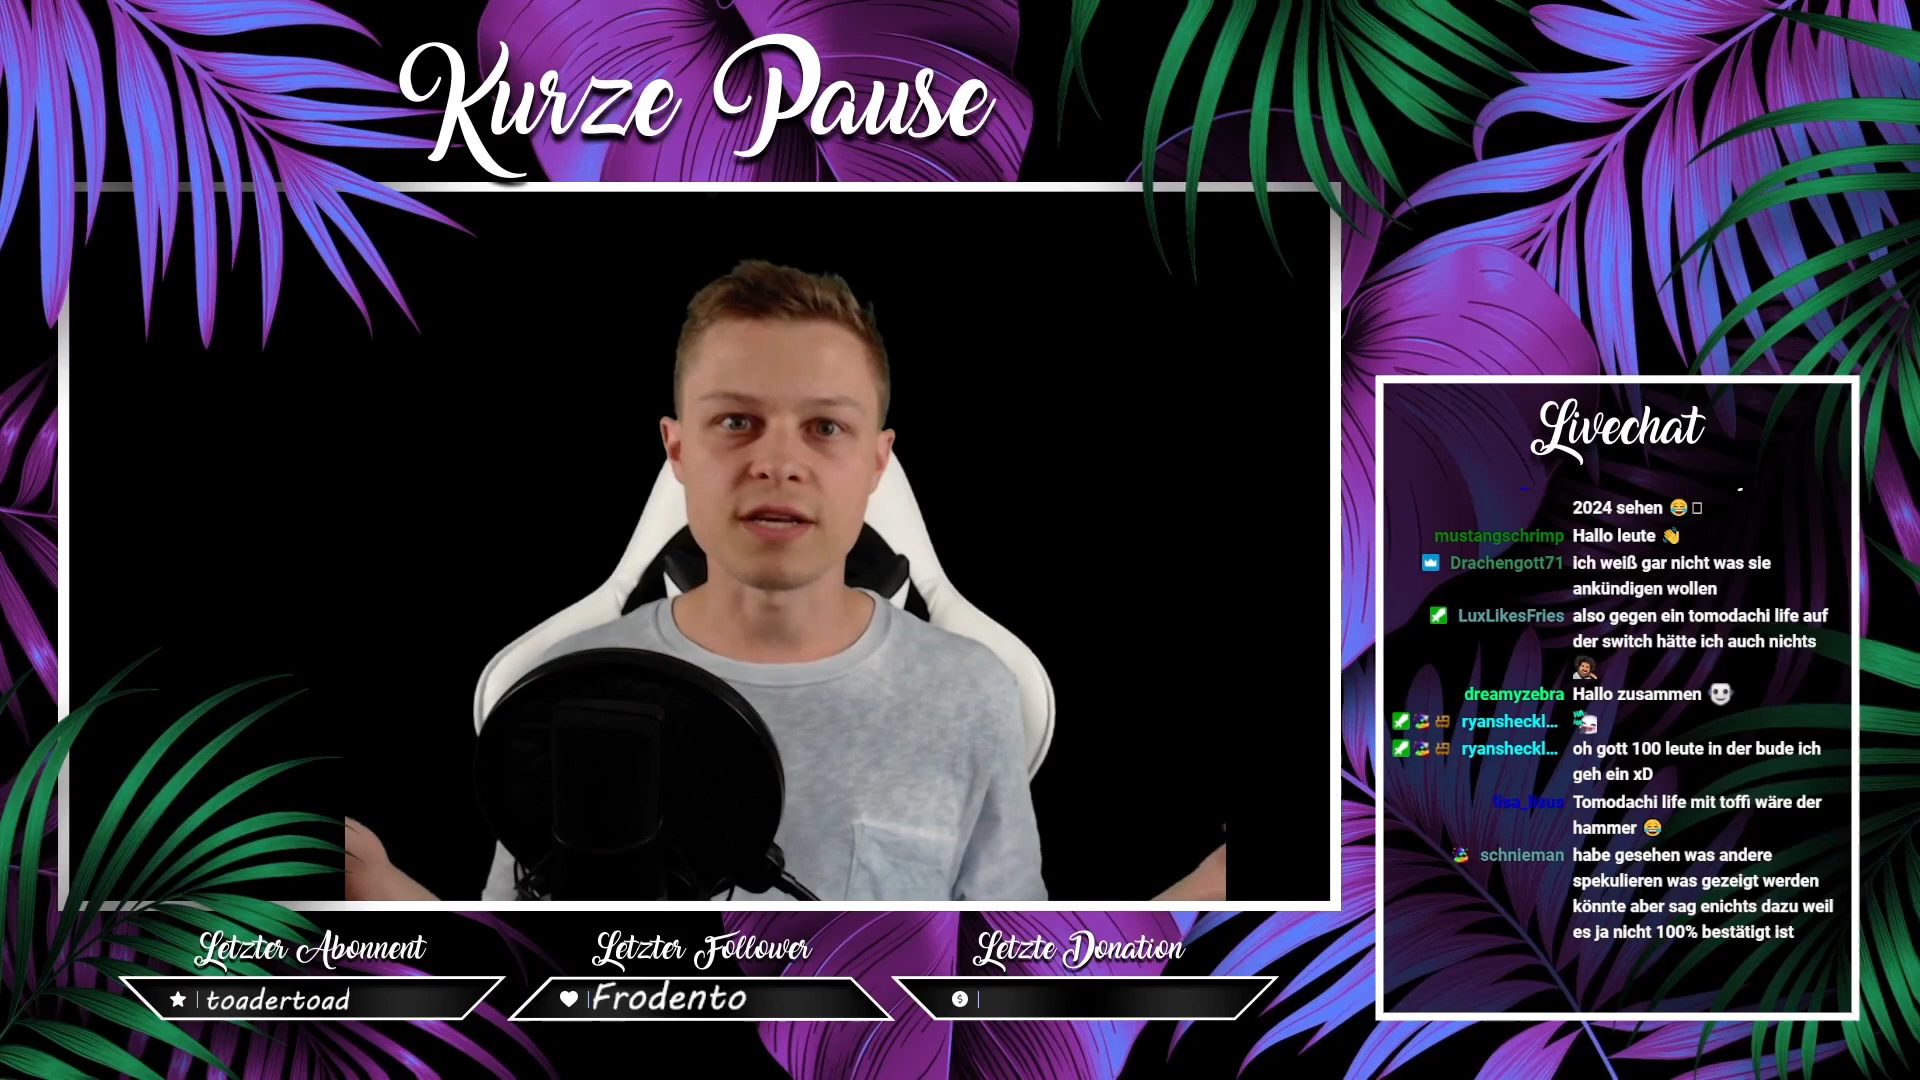 Kurze Pause
Livechat
2024 sehen 😂
mustangschrimp Hallo leute 👋
Drachengott71 ich weiß gar nicht was sie
ankündigen wollen
LuxLikesFries also gegen ein tomodachi life auf
der switch hätte ich auch nichts
dreamyzebra Hallo zusammen
ryansheckl...
ryansheckl... oh gott 100 leute in der bude ich
geh ein xD
lisa_lisus Tomodachi life mit toffi wäre der
hammer 😂
schnieman habe gesehen was andere
spekulieren was gezeigt werden
könnte aber sag enichts dazu weil
es ja nicht 100% bestätigt ist
Letzter Abonnent
toadertoad
Letzter Follower
Frodento
Letzte Donation